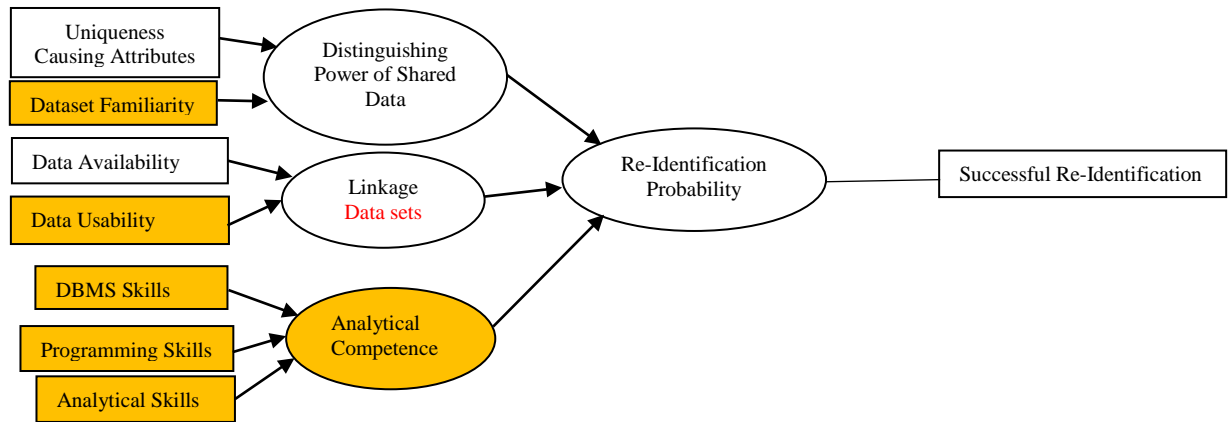 Uniqueness
Causing Attributes
Dataset Familiarity
Data Availability
Data Usability
DBMS Skills
Programming Skills
Analytical Skills
Distinguishing
Power of Shared
Data
Linkage
Data sets
Analytical
Competence
Re-Identification
Probability
Successful Re-Identification